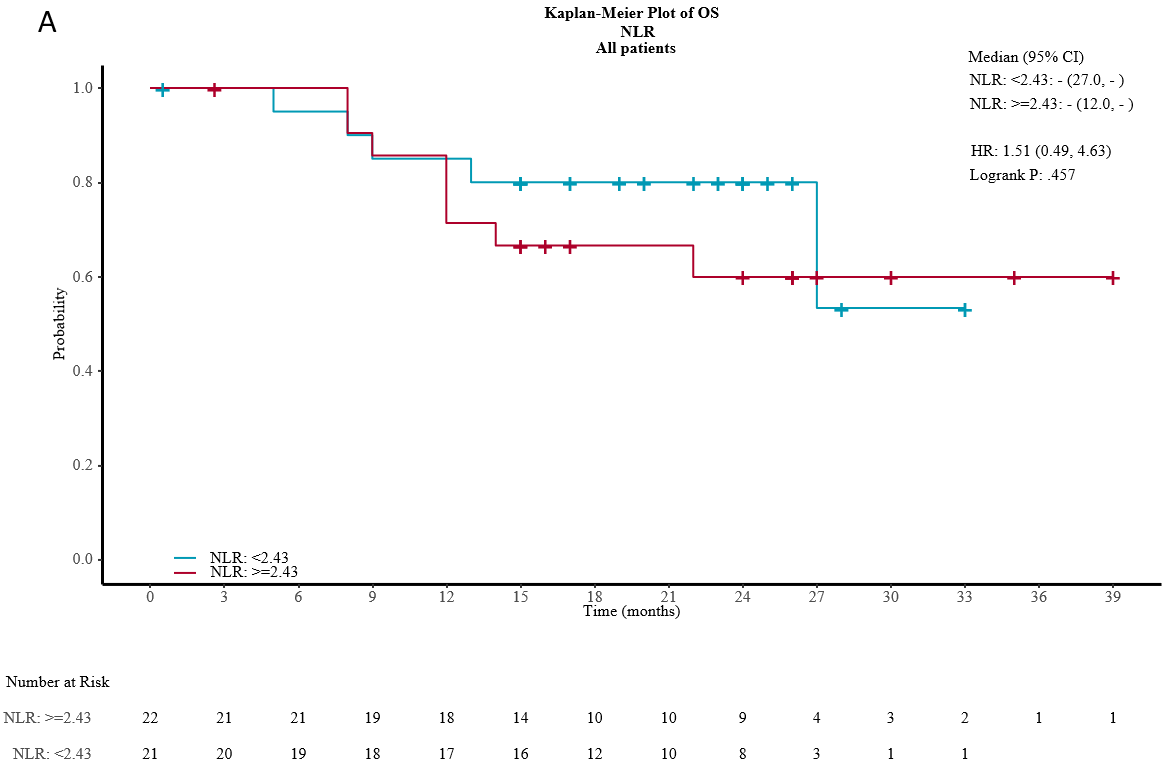 A
Kaplan-Meier Plot of OS
NLR
All patients
Median (95% CI)
NLR: <2.43: - (27.0, - )
NLR: >=2.43: - (12.0, - )
HR: 1.51 (0.49, 4.63)
Logrank P: .457
1.0
0.8
0.6
0.4
0.2
0.0
Probability
NLR: <2.43
NLR: >=2.43
0 3 6 9 12 15 18 21 24 27 30 33 36 39
Time (months)
Number at Risk
NLR: >=2.43 22 21 21 19 18 14 10 10 9 4 3 2 1 1
NLR: <2.43 21 20 19 18 17 16 12 10 8 3 1 1